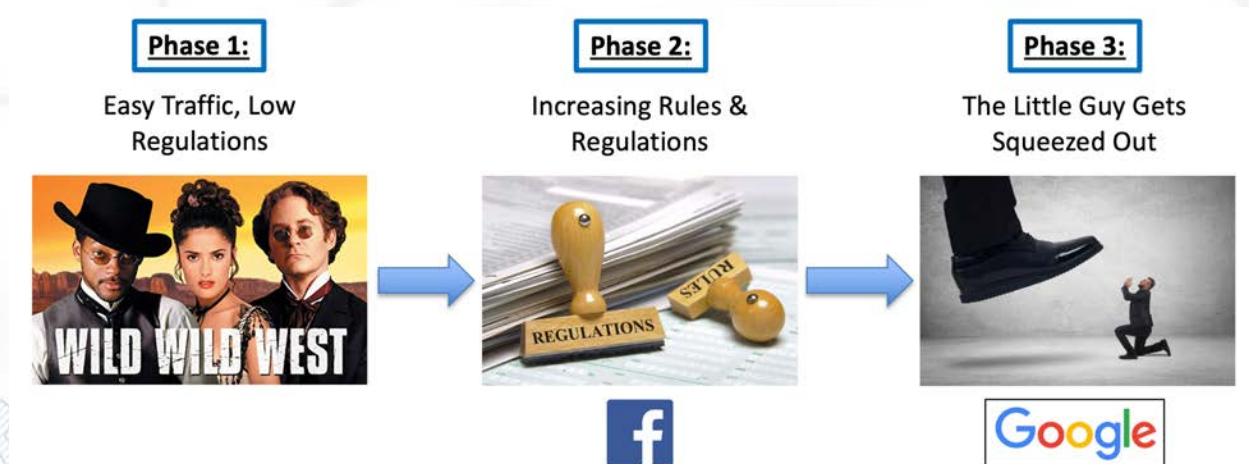 Phase 1:
Easy Traffic, Low
Regulations
WILD WILD WEST
Phase 2:
Increasing Rules &
Regulations
REGULATIONS
RULES
f
Phase 3:
The Little Guy Gets
Squeezed Out
Google